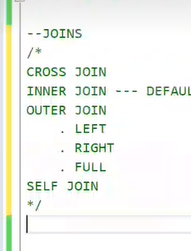 --JOINS
/*
CROSS JOIN
INNER JOIN --- DEFAUL
OUTER JOIN
. LEFT
. RIGHT
. FULL
SELF JOIN
*/